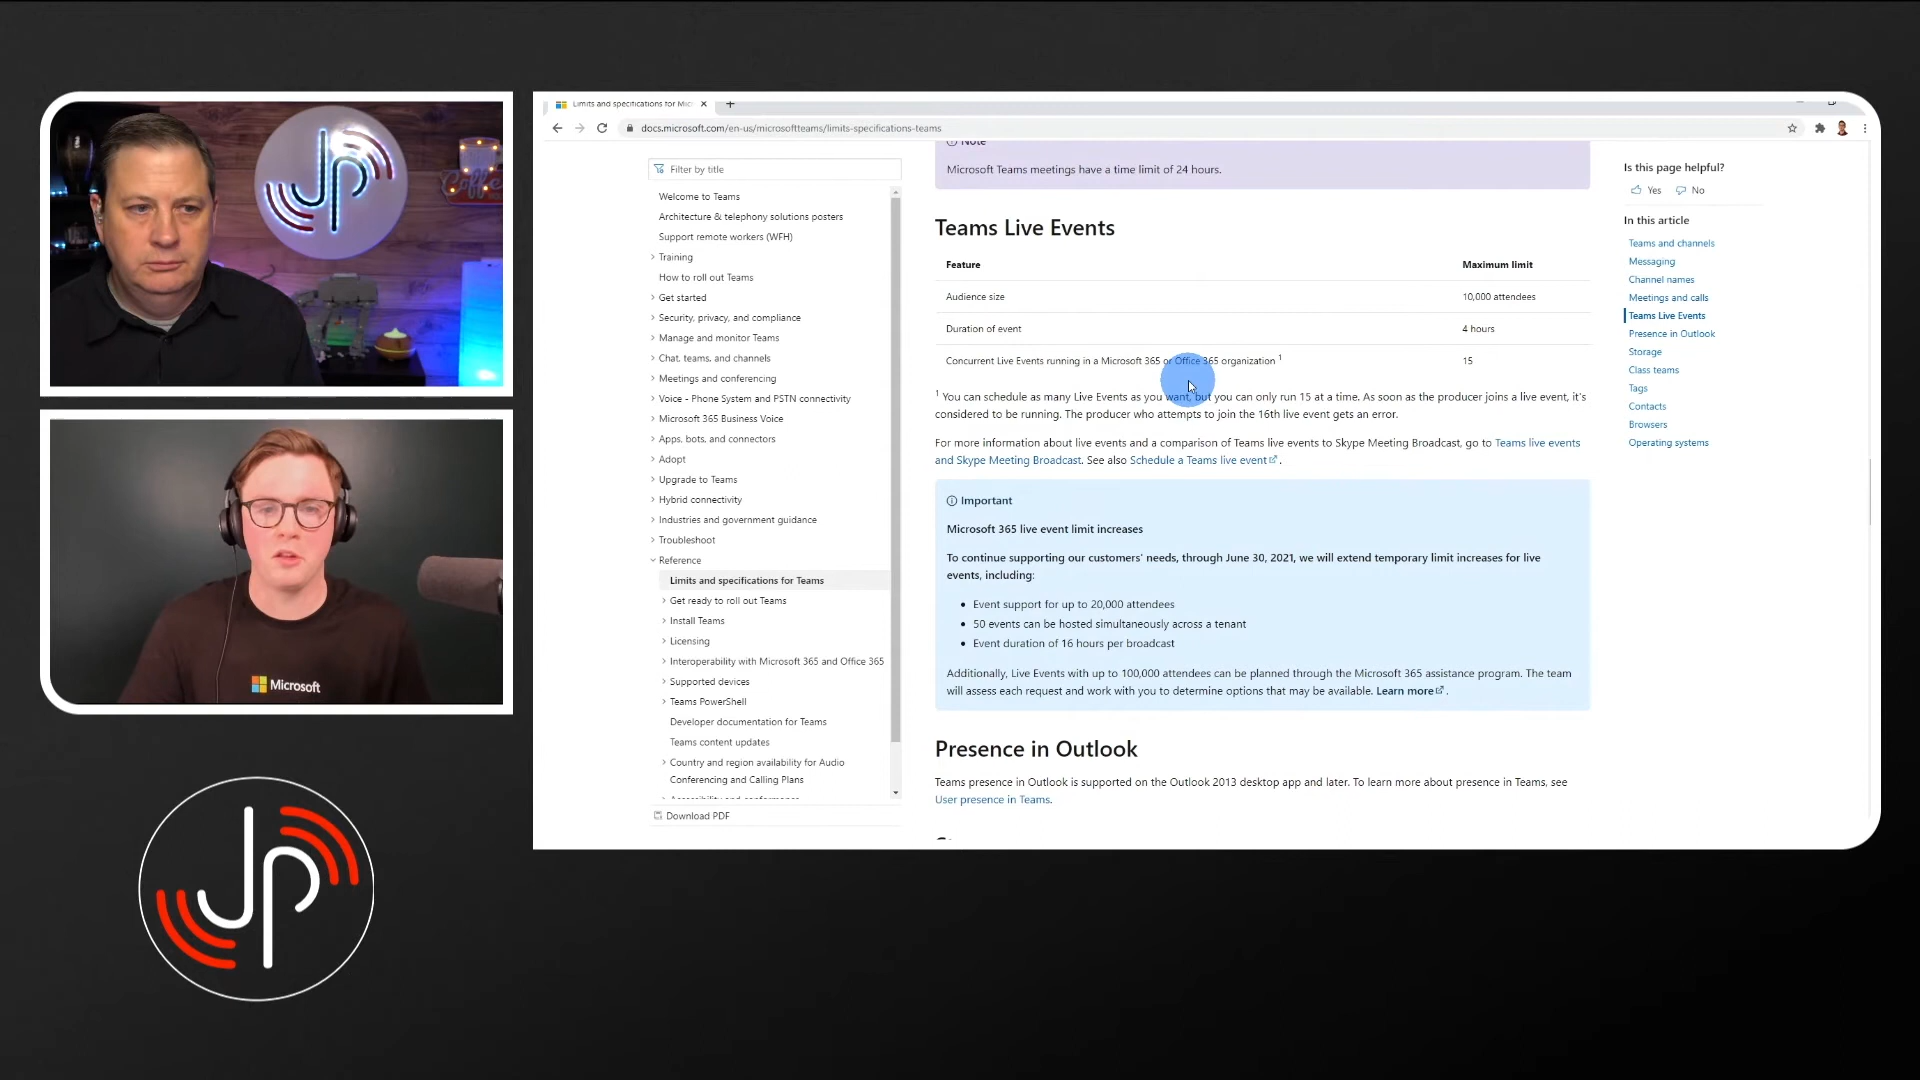 JP
Coffee
Microsoft
JP
Limits and specifications for Mic
docs.microsoft.com/en-us/microsoftteams/limits-specifications-teams
Filter by title
Welcome to Teams
Architecture & telephony solutions posters
Support remote workers (WFH)
Training
How to roll out Teams
Get started
Security, privacy, and compliance
Manage and monitor Teams
Chat, teams, and channels
Meetings and conferencing
Voice - Phone System and PSTN connectivity
Microsoft 365 Business Voice
Apps, bots, and connectors
Adopt
Upgrade to Teams
Hybrid connectivity
Industries and government guidance
Troubleshoot
Reference
Limits and specifications for Teams
Get ready to roll out Teams
Install Teams
Licensing
Interoperability with Microsoft 365 and Office 365
Supported devices
Teams PowerShell
Developer documentation for Teams
Teams content updates
Country and region availability for Audio
Conferencing and Calling Plans
Download PDF
Note
Microsoft Teams meetings have a time limit of 24 hours.
Teams Live Events
Feature Maximum limit
Audience size 10,000 attendees
Duration of event 4 hours
Concurrent Live Events running in a Microsoft 365 or Office 365 organization 1 15
1 You can schedule as many Live Events as you want, but you can only run 15 at a time. As soon as the producer joins a live event, it's
considered to be running. The producer who attempts to join the 16th live event gets an error.
For more information about live events and a comparison of Teams live events to Skype Meeting Broadcast, go to Teams live events
and Skype Meeting Broadcast. See also Schedule a Teams live event.
Important
Microsoft 365 live event limit increases
To continue supporting our customers' needs, through June 30, 2021, we will extend temporary limit increases for live
events, including:
• Event support for up to 20,000 attendees
• 50 events can be hosted simultaneously across a tenant
• Event duration of 16 hours per broadcast
Additionally, Live Events with up to 100,000 attendees can be planned through the Microsoft 365 assistance program. The team
will assess each request and work with you to determine options that may be available. Learn more.
Presence in Outlook
Teams presence in Outlook is supported on the Outlook 2013 desktop app and later. To learn more about presence in Teams, see
User presence in Teams.
Is this page helpful?
Yes No
In this article
Teams and channels
Messaging
Channel names
Meetings and calls
Teams Live Events
Presence in Outlook
Storage
Class teams
Tags
Contacts
Browsers
Operating systems